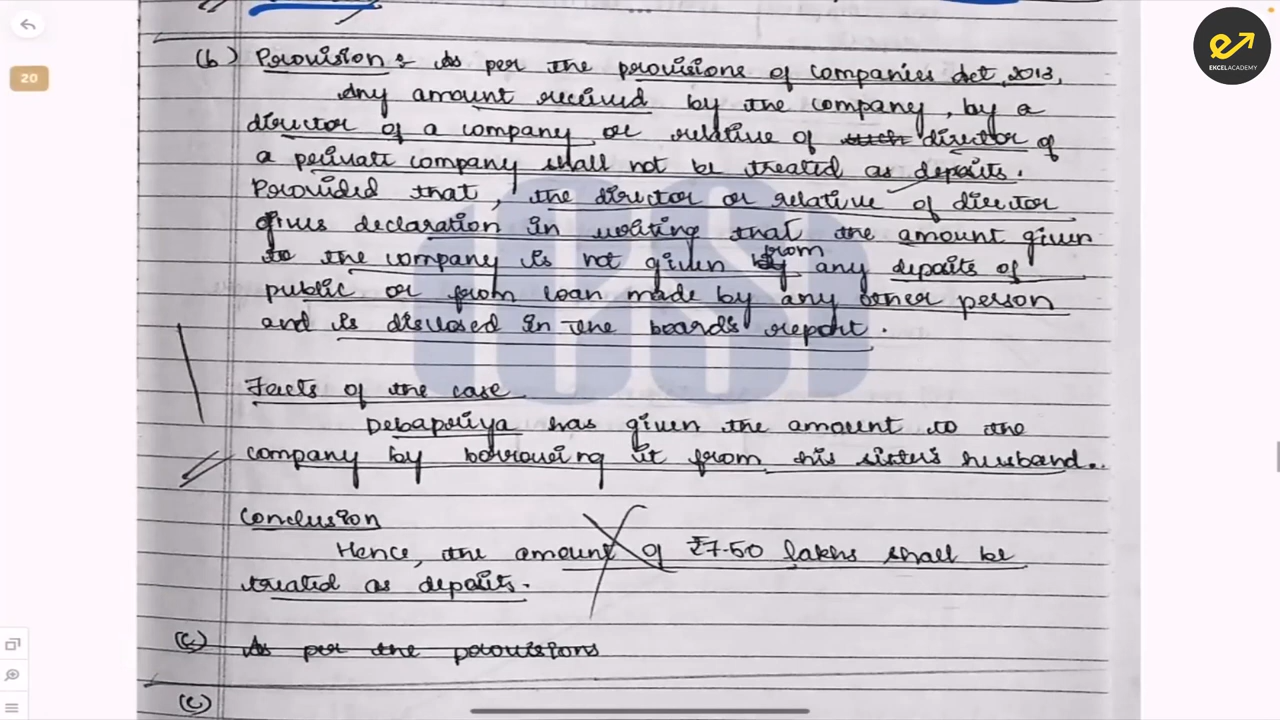 20
EXCELACADEMY
(b) Provision :- As per the provisions of companies Act, 2013,
Any amount received by the company, by a
director of a company or relative of such director of
a private company shall not be treated as deposits.
Provided that, the director or relative of director
gives declaration in writing that the amount given
to the company is not given by from any deposits of
public or from loan made by any other person
and is disclosed in the board's report.
Facts of the case
Debapriya has given the amount to the
company by borrowing it from his sister's husband..
Conclusion
Hence, the amount of ₹7.50 lakhs shall be
treated as deposits.
(c) As per the provisions
(c)